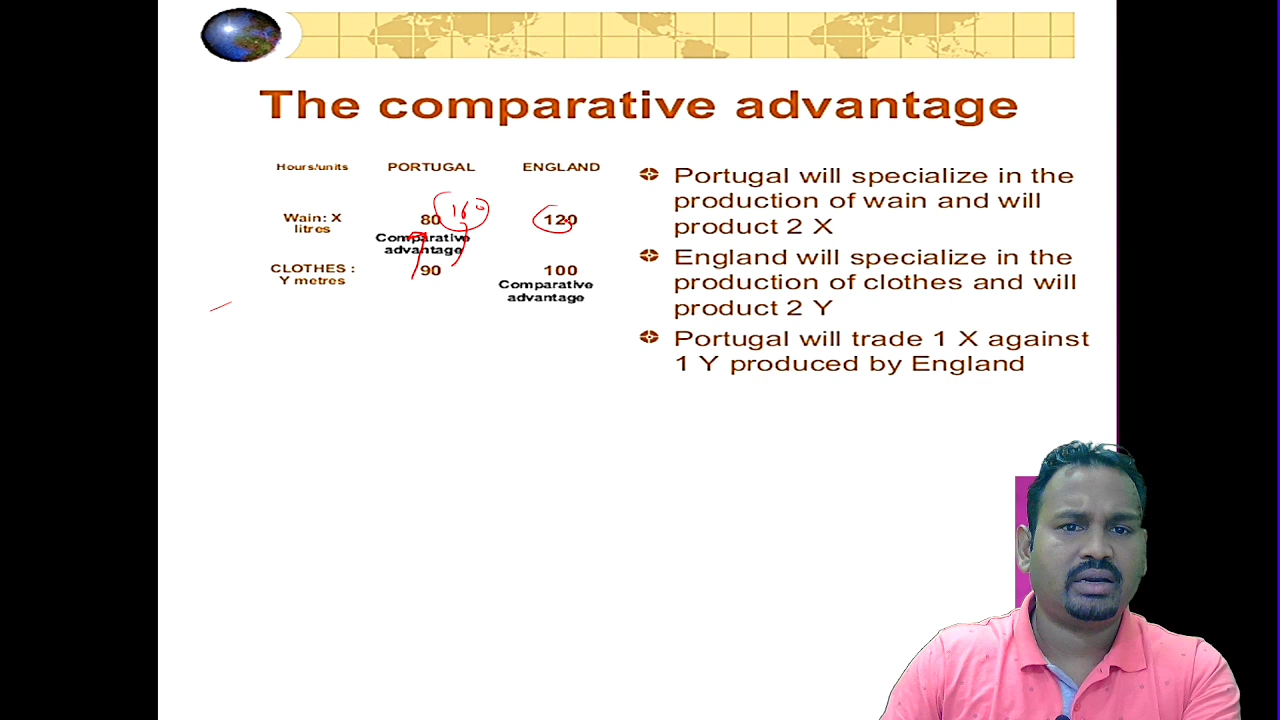 The comparative advantage
Hours/units PORTUGAL ENGLAND
Wain: X
litres
80 160 120
Comparative
advantage
CLOTHES :
Y metres
90 100
Comparative
advantage
Portugal will specialize in the
production of wain and will
product 2 X
England will specialize in the
production of clothes and will
product 2 Y
Portugal will trade 1 X against
1 Y produced by England